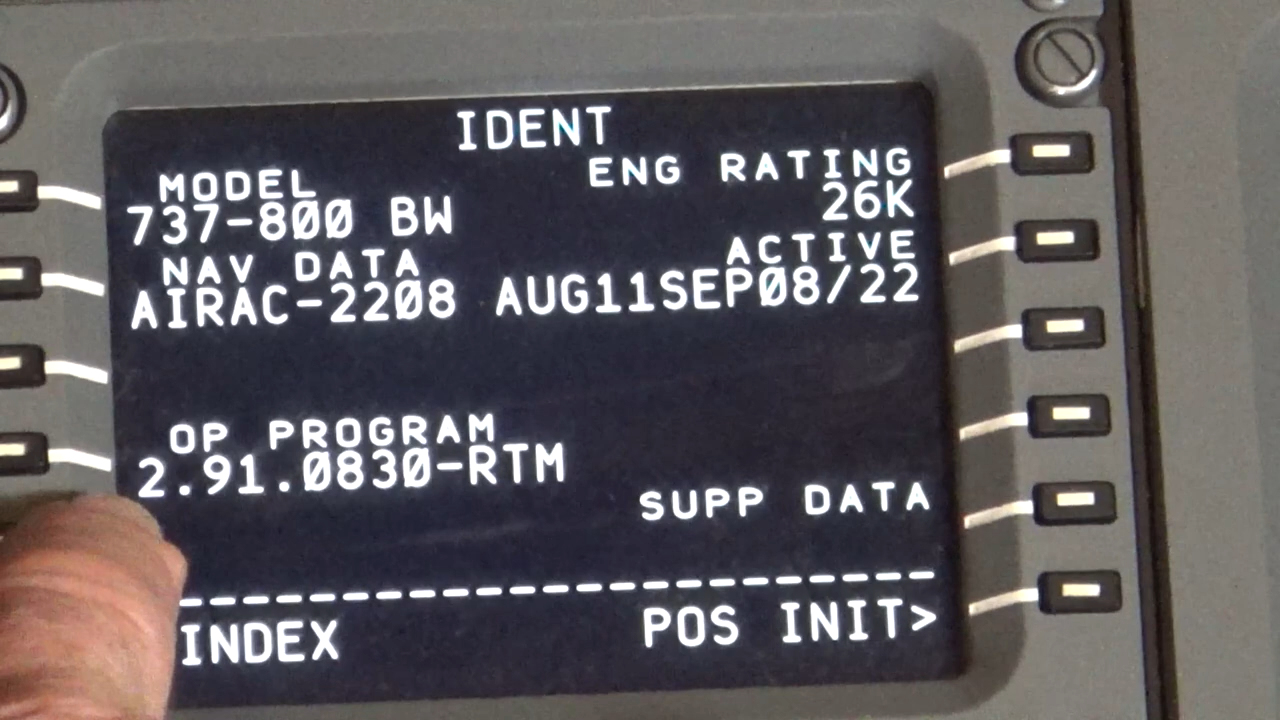 IDENT
MODEL ENG RATING
737-800 BW 26K
NAV DATA ACTIVE
AIRAC-2208 AUG11SEP08/22
OP PROGRAM
2.91.0830-RTM
SUPP DATA
--------------------------
INDEX POS INIT>